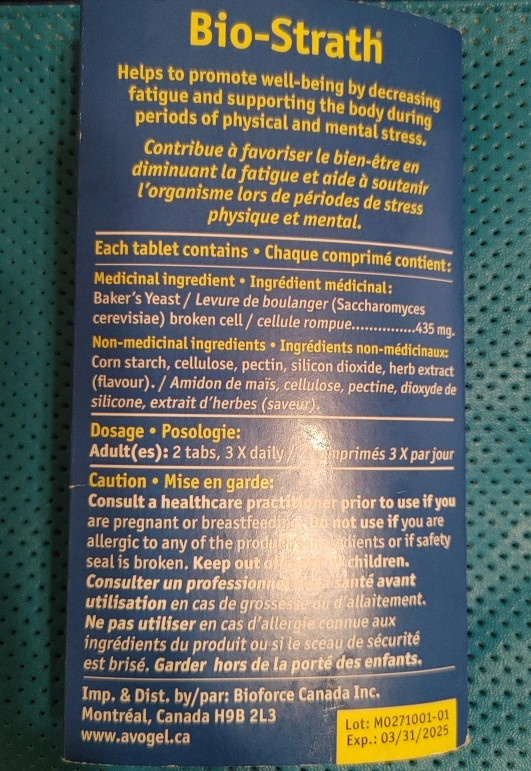 Bio-Strath
Helps to promote well-being by decreasing
fatigue and supporting the body during
periods of physical and mental stress.
Contribue à favoriser le bien-être en
diminuant la fatigue et aide à soutenir
l'organisme lors de périodes de stress
physique et mental.
Each tablet contains • Chaque comprimé contient:
Medicinal ingredient • Ingrédient médicinal:
Baker's Yeast / Levure de boulanger (Saccharomyces
cerevisiae) broken cell / cellule rompue...............435 mg.
Non-medicinal ingredients • Ingrédients non-médicinaux:
Corn starch, cellulose, pectin, silicon dioxide, herb extract
(flavour). / Amidon de maïs, cellulose, pectine, dioxyde de
silicone, extrait d'herbes (saveur).
Dosage • Posologie:
Adult(es): 2 tabs, 3 X daily / comprimés 3 X par jour
Caution • Mise en garde:
Consult a healthcare practitioner prior to use if you
are pregnant or breastfeeding. Do not use if you are
allergic to any of the product ingredients or if safety
seal is broken. Keep out of children.
Consulter un professionnel santé avant
utilisation en cas de grossesse ou d'allaitement.
Ne pas utiliser en cas d'allergie connue aux
ingrédients du produit ou si le sceau de sécurité
est brisé. Garder hors de la porté des enfants.
Imp. & Dist. by/par: Bioforce Canada Inc.
Montréal, Canada H9B 2L3
www.avogel.ca
Lot: M0271001-01
Exp.: 03/31/2025